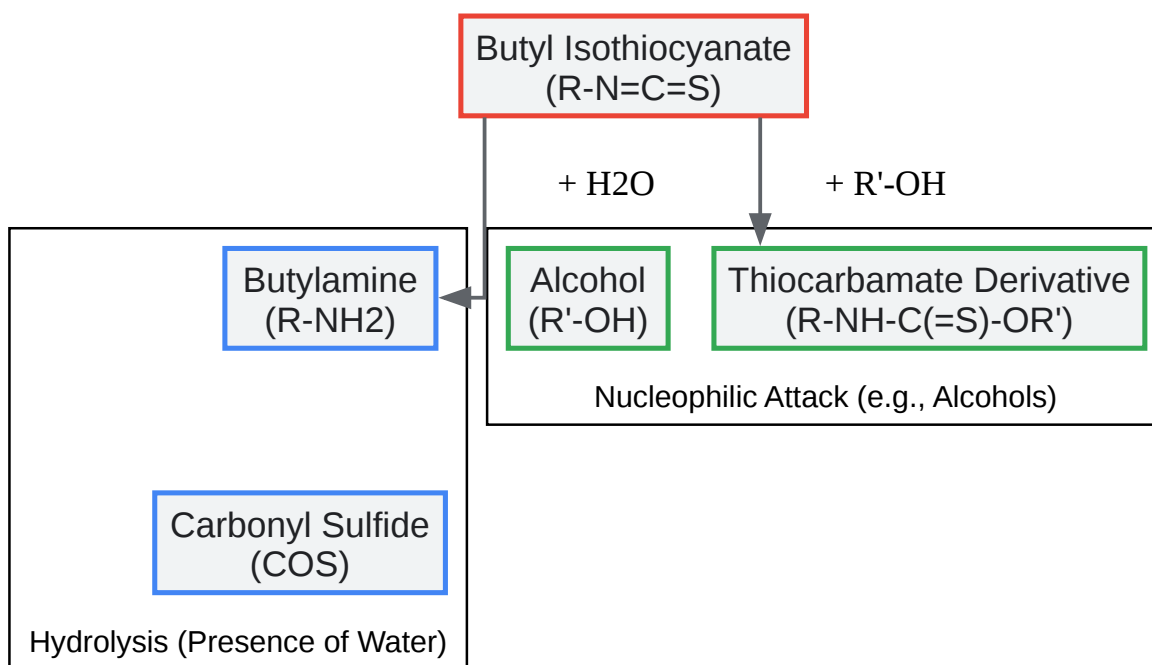 Butyl Isothiocyanate
(R-N=C=S)
+ H2O
+ R'-OH
Butylamine
(R-NH2)
Alcohol
(R'-OH)
Thiocarbamate Derivative
(R-NH-C(=S)-OR')
Nucleophilic Attack (e.g., Alcohols)
Carbonyl Sulfide
(COS)
Hydrolysis (Presence of Water)